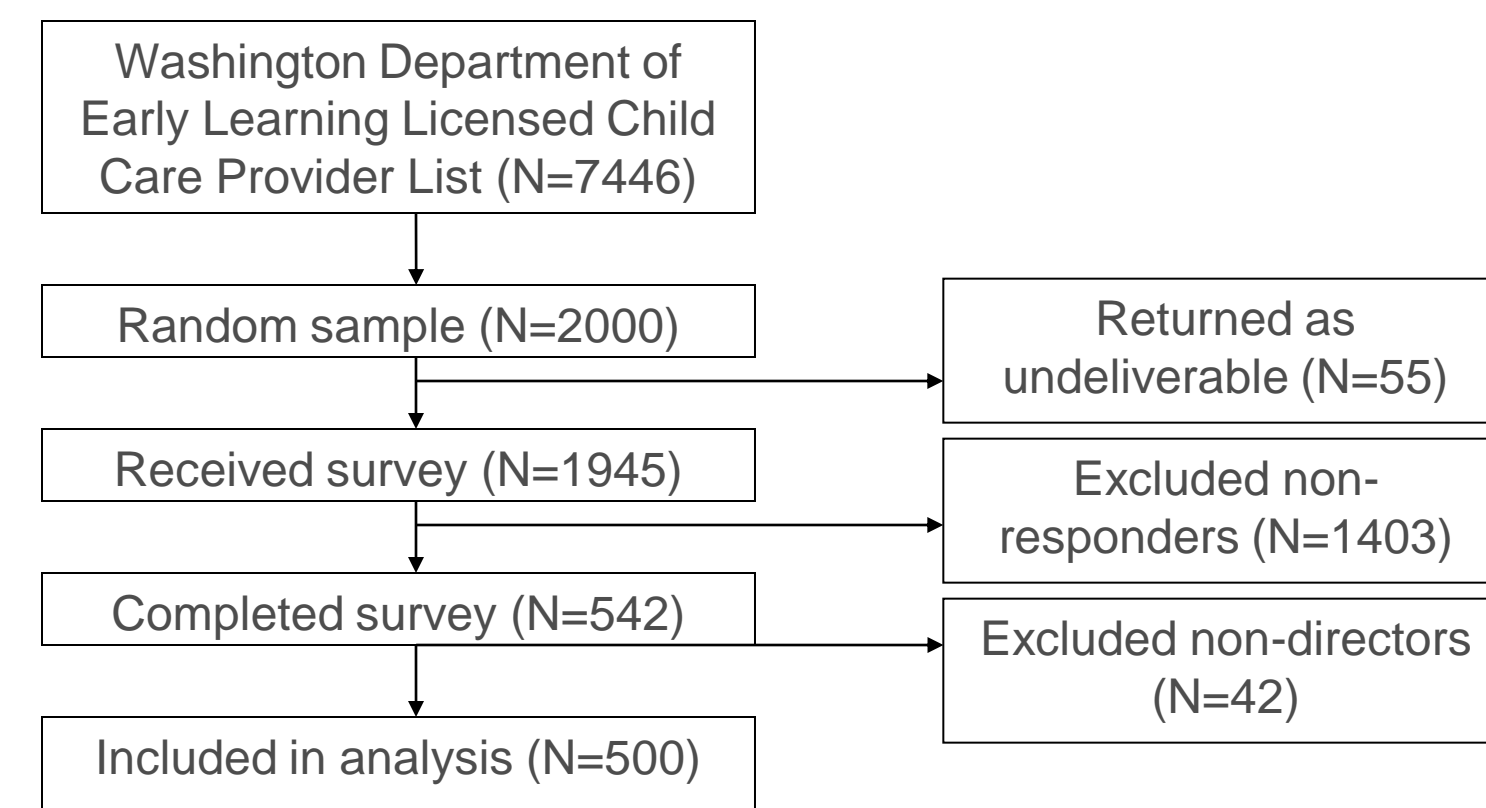 Washington Department of
Early Learning Licensed Child
Care Provider List (N=7446)
Random sample (N=2000)
Returned as
undeliverable (N=55)
Received survey (N=1945)
Excluded non-
responders (N=1403)
Completed survey (N=542)
Excluded non-directors
(N=42)
Included in analysis (N=500)